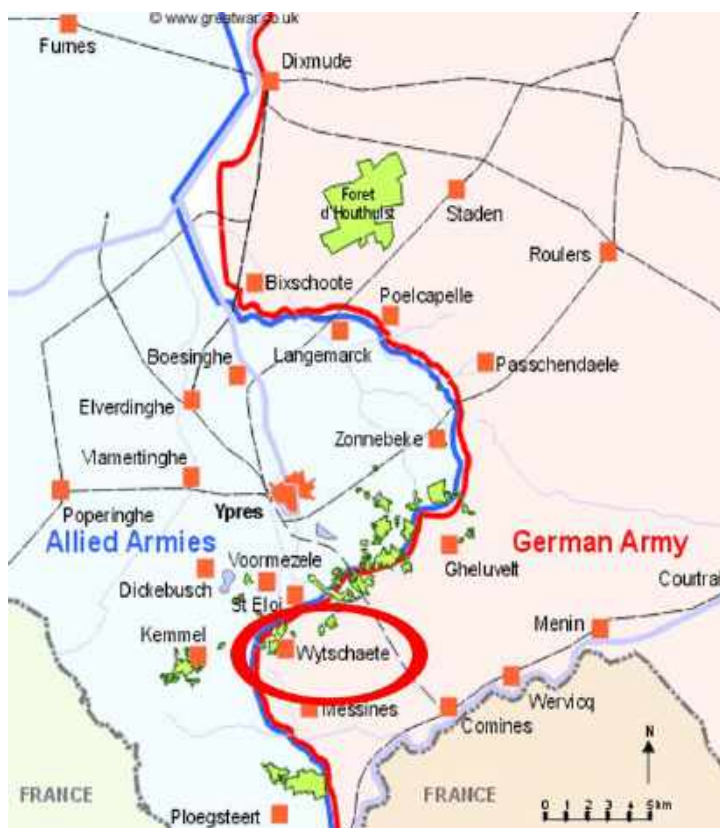 © www.greatwar.co.uk
Furnes
Dixmude
Foret
d'Houthulst
Staden
Roulers
Bixschoote
Poelcapelle
Langemarck
Boesinghe
Passchendaele
Elverdinghe
Zonnebeke
Vlamertinghe
Poperinghe
Ypres
Allied Armies
German Army
Voormezele
Gheluvelt
Dickebusch
St Eloi
Courtrai
Menin
Kemmel
Wytschaete
Wervicq
Messines
Comines
N
FRANCE
FRANCE
0 1 2 3 4 5km
Ploegsteert